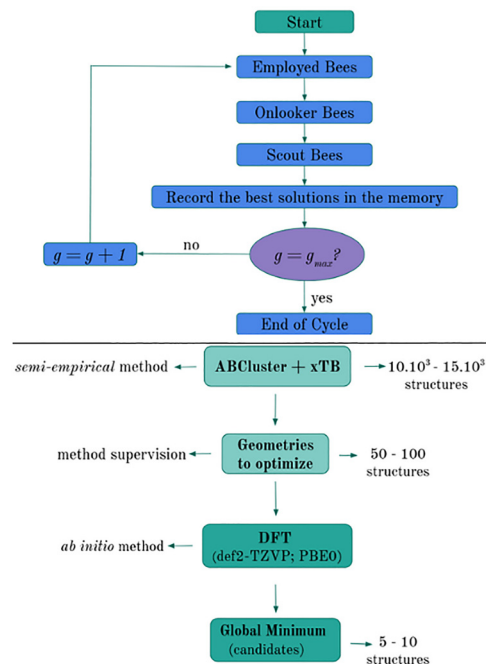 Start
Employed Bees
Onlooker Bees
Scout Bees
Record the best solutions in the memory
g = g + 1
no
g = gmax?
yes
End of Cycle
semi-empirical method
ABCluster + xTB
10.10³ - 15.10³
structures
method supervision
Geometries
to optimize
50 - 100
structures
ab initio method
DFT
(def2-TZVP; PBE0)
Global Minimum
(candidates)
5 - 10
structures